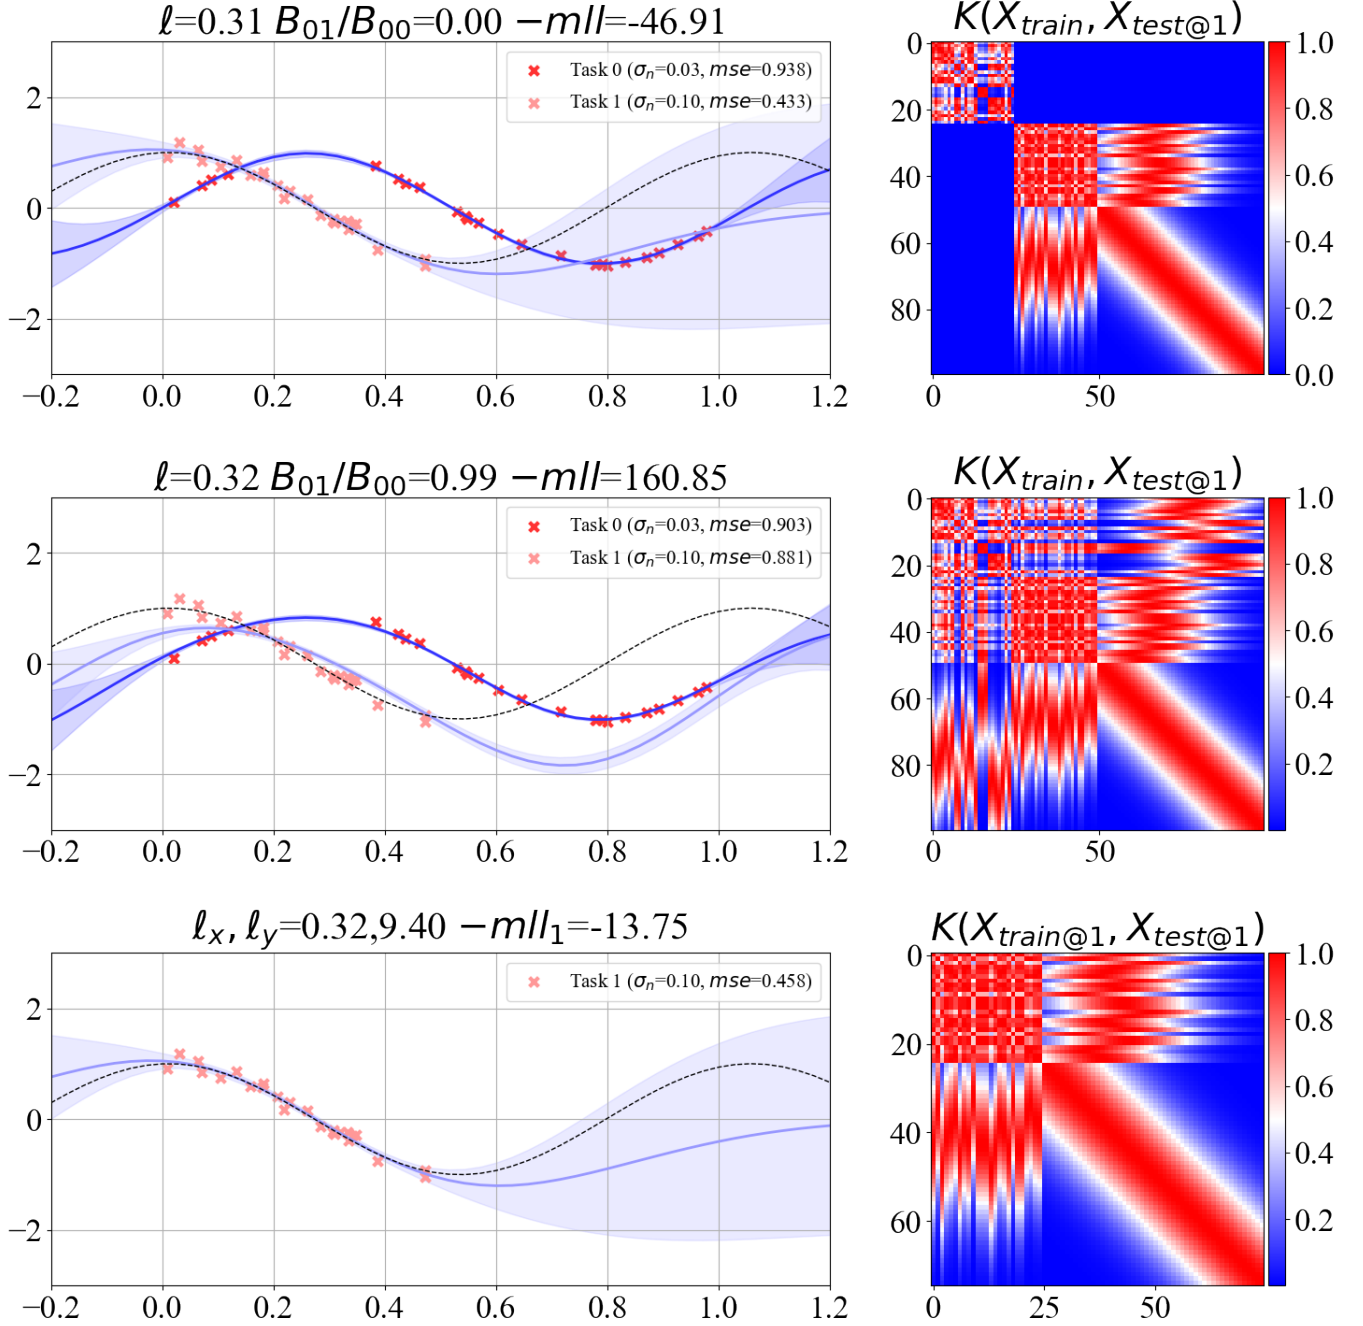 ℓ=0.31 B₀₁/B₀₀=0.00 −mll=-46.91
Task 0 (σₙ=0.03, mse=0.938)
Task 1 (σₙ=0.10, mse=0.433)
2
0
−2
−0.2 0.0 0.2 0.4 0.6 0.8 1.0 1.2
K(X_train, X_test@1)
0
20
40
60
80
0 50
1.0
0.8
0.6
0.4
0.2
0.0
ℓ=0.32 B₀₁/B₀₀=0.99 −mll=160.85
Task 0 (σₙ=0.03, mse=0.903)
Task 1 (σₙ=0.10, mse=0.881)
2
0
−2
−0.2 0.0 0.2 0.4 0.6 0.8 1.0 1.2
K(X_train, X_test@1)
0
20
40
60
80
0 50
1.0
0.8
0.6
0.4
0.2
ℓₓ, ℓ_y=0.32,9.40 −mll₁=-13.75
Task 1 (σₙ=0.10, mse=0.458)
2
0
−2
−0.2 0.0 0.2 0.4 0.6 0.8 1.0 1.2
K(X_train@1, X_test@1)
0
20
40
60
0 25 50
1.0
0.8
0.6
0.4
0.2